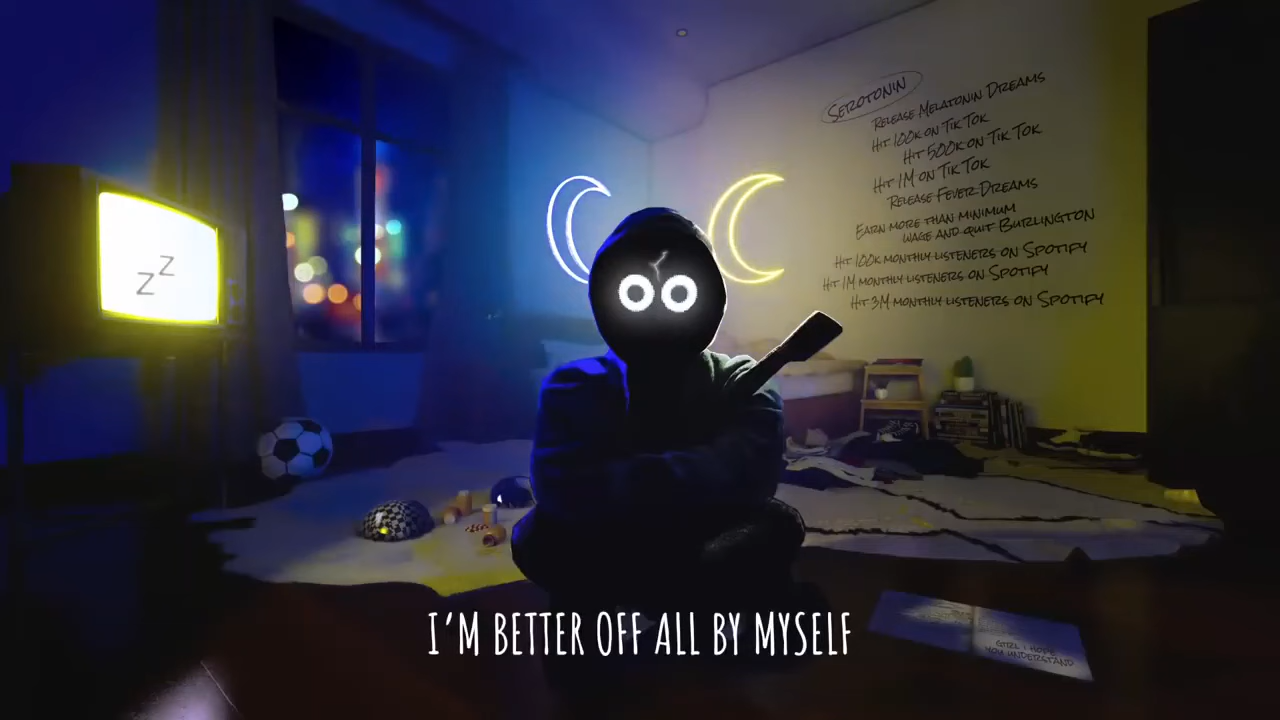 SEROTONIN
RELEASE MELATONIN DREAMS
HIT 100K ON TIK TOK
HIT 500K ON TIK TOK
HIT 1M ON TIK TOK
RELEASE FEVER DREAMS
EARN MORE THAN MINIMUM
WAGE AND QUIT BURLINGTON
HIT 100K MONTHLY LISTENERS ON SPOTIFY
HIT 1M MONTHLY LISTENERS ON SPOTIFY
HIT 3M MONTHLY LISTENERS ON SPOTIFY
Z Z
I'M BETTER OFF ALL BY MYSELF
GIRL I HOPE
YOU UNDERSTAND